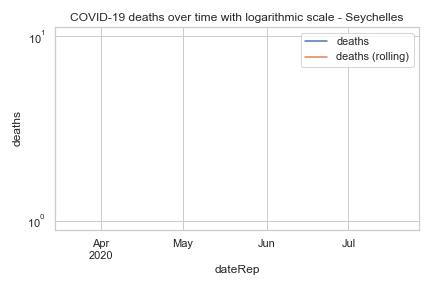 COVID-19 deaths over time with logarithmic scale - Seychelles
deaths
deaths (rolling)
10¹
10⁰
deaths
Apr
2020
May
Jun
Jul
dateRep